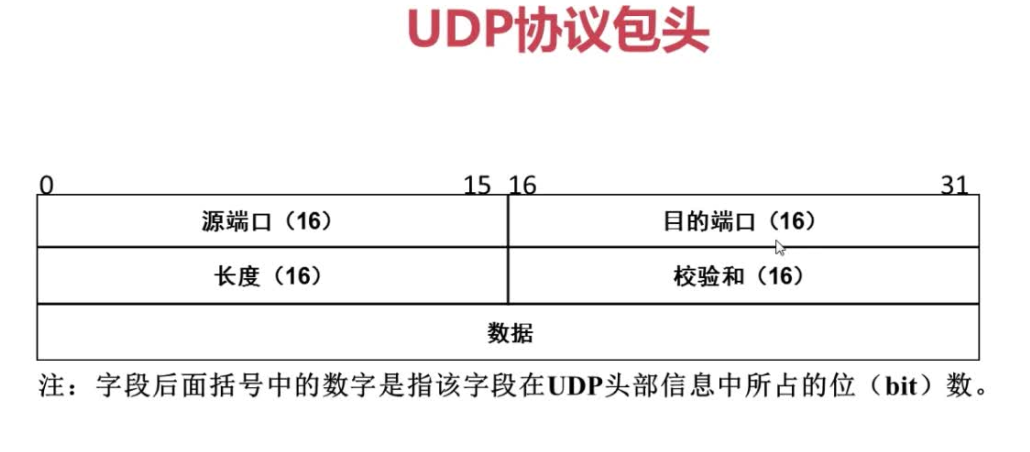 UDP协议包头
0 15 16 31
源端口（16） 目的端口（16）
长度（16） 校验和（16）
数据
注：字段后面括号中的数字是指该字段在UDP头部信息中所占的位（bit）数。